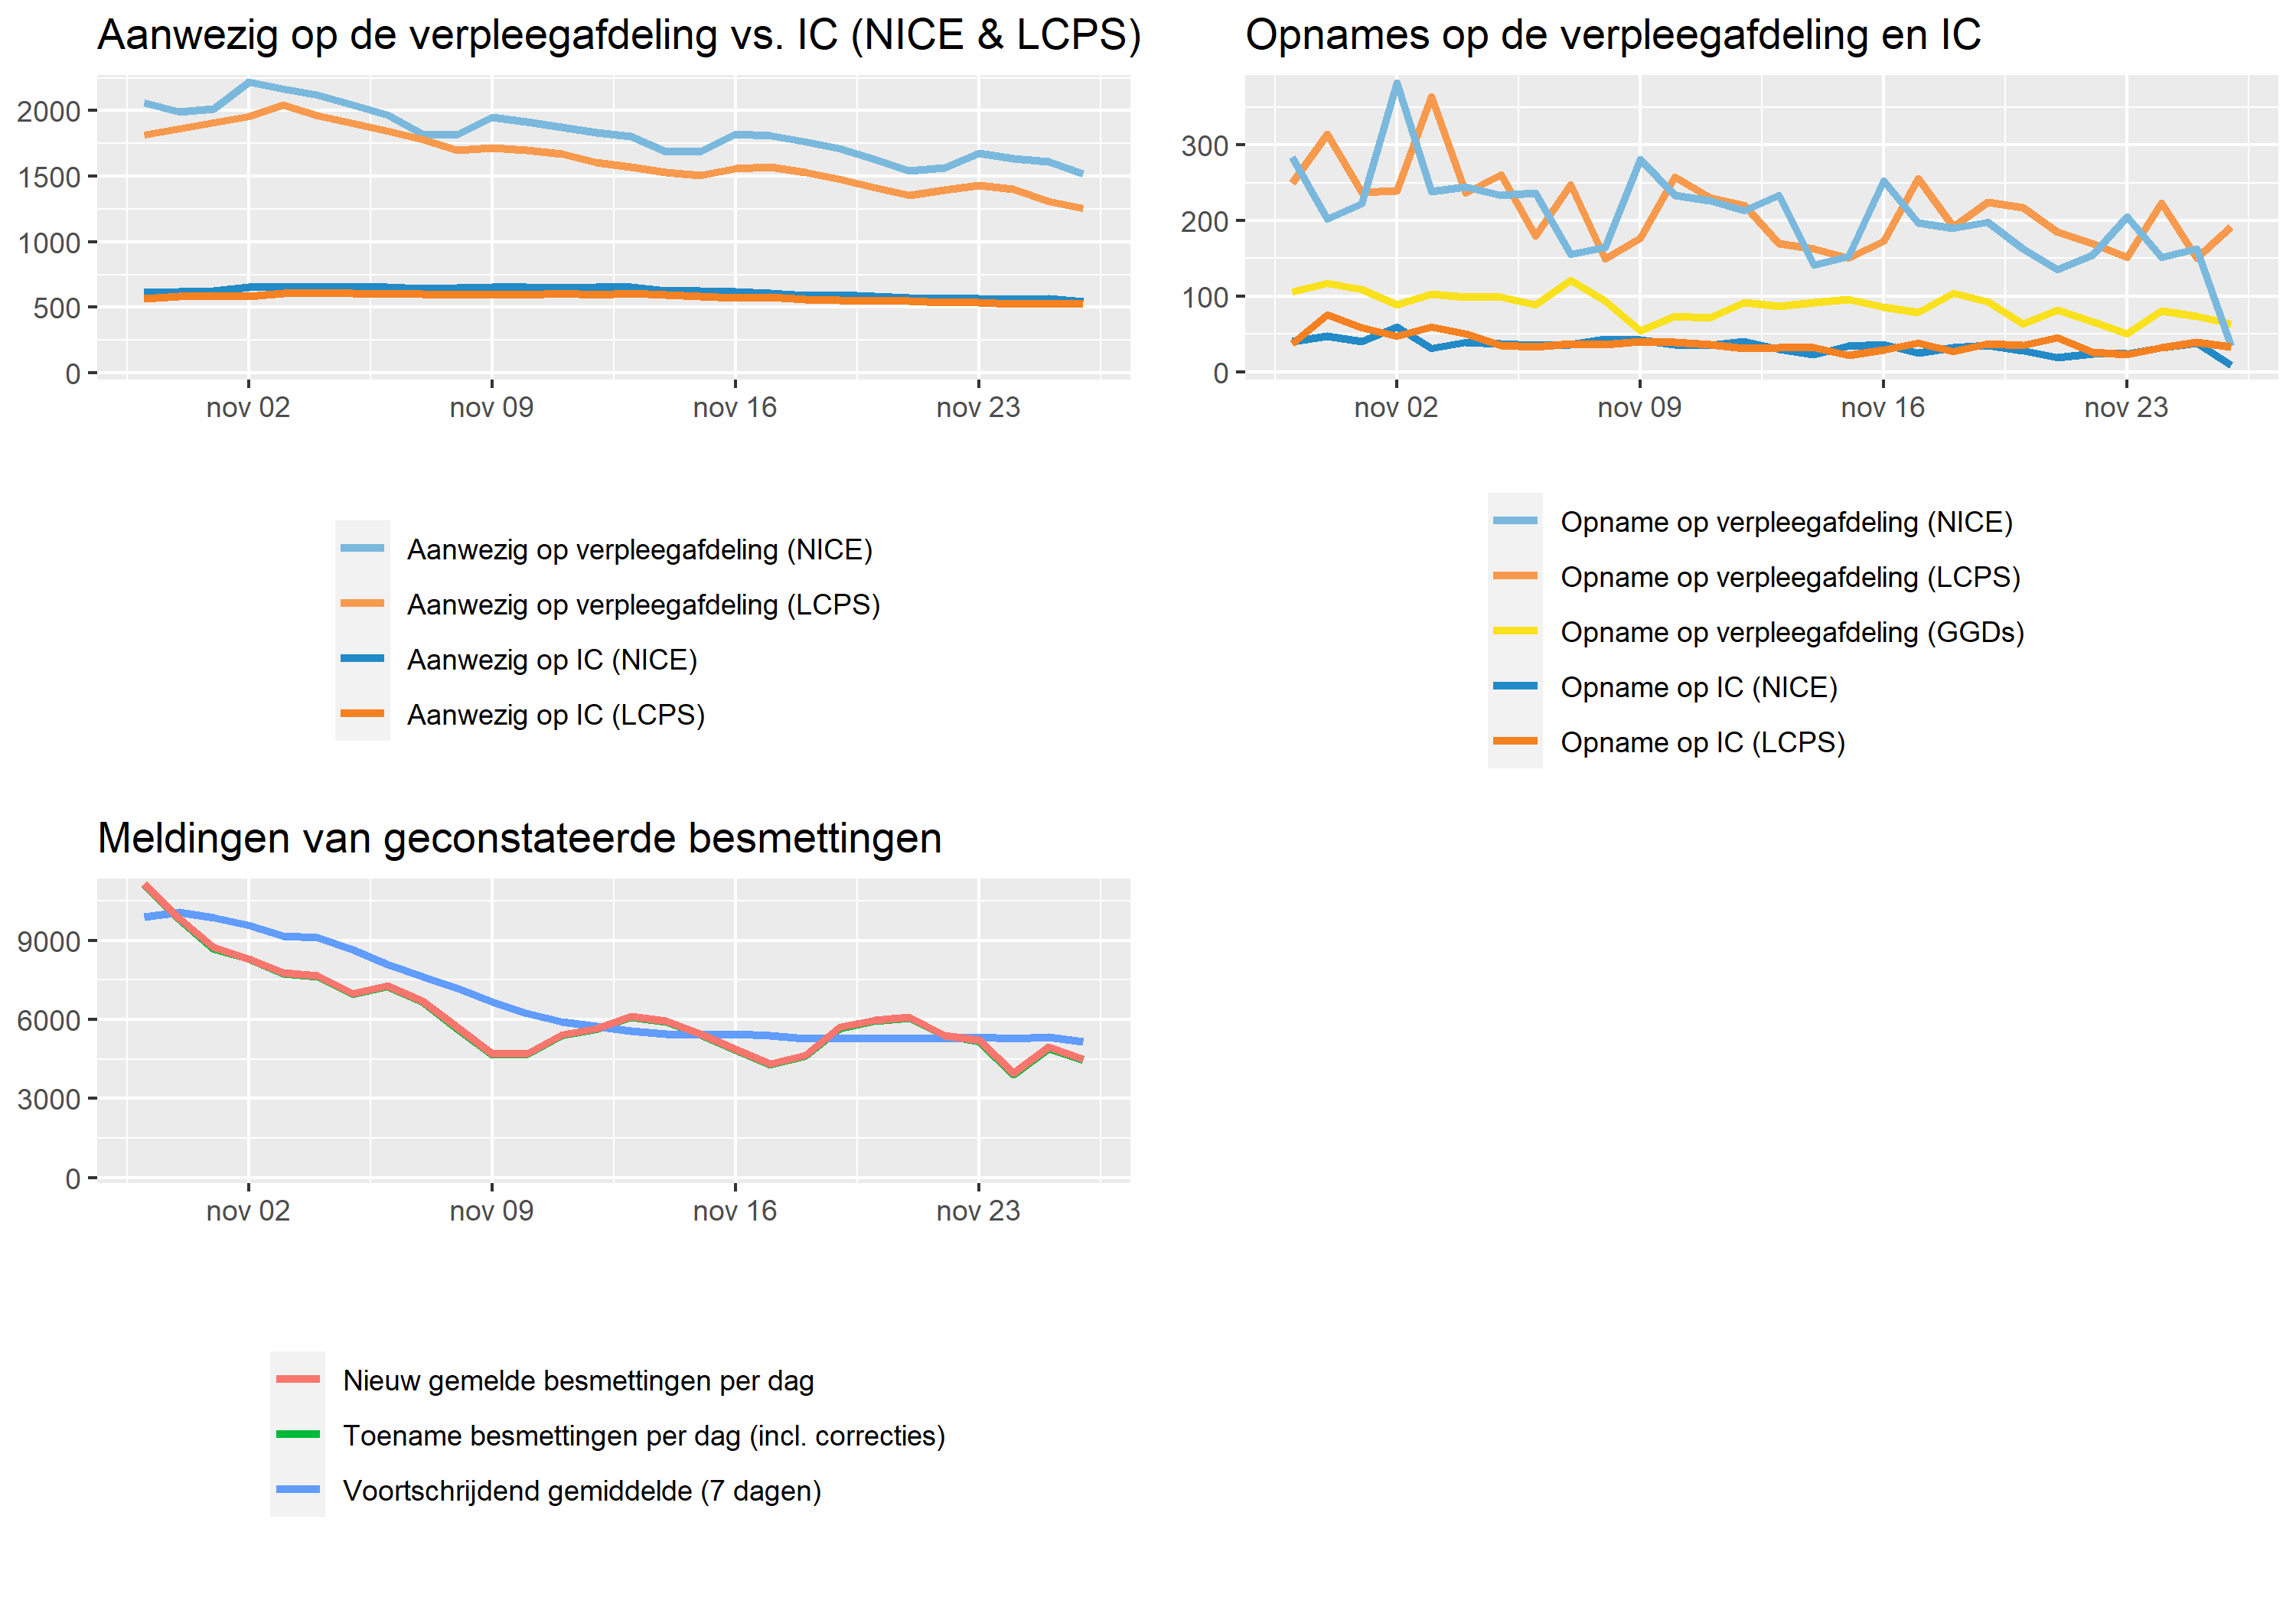 Aanwezig op de verpleegafdeling vs. IC (NICE & LCPS)
2000
1500
1000
500
0
nov 02 nov 09 nov 16 nov 23
Aanwezig op verpleegafdeling (NICE)
Aanwezig op verpleegafdeling (LCPS)
Aanwezig op IC (NICE)
Aanwezig op IC (LCPS)
Opnames op de verpleegafdeling en IC
300
200
100
0
nov 02 nov 09 nov 16 nov 23
Opname op verpleegafdeling (NICE)
Opname op verpleegafdeling (LCPS)
Opname op verpleegafdeling (GGDs)
Opname op IC (NICE)
Opname op IC (LCPS)
Meldingen van geconstateerde besmettingen
9000
6000
3000
0
nov 02 nov 09 nov 16 nov 23
Nieuw gemelde besmettingen per dag
Toename besmettingen per dag (incl. correcties)
Voortschrijdend gemiddelde (7 dagen)